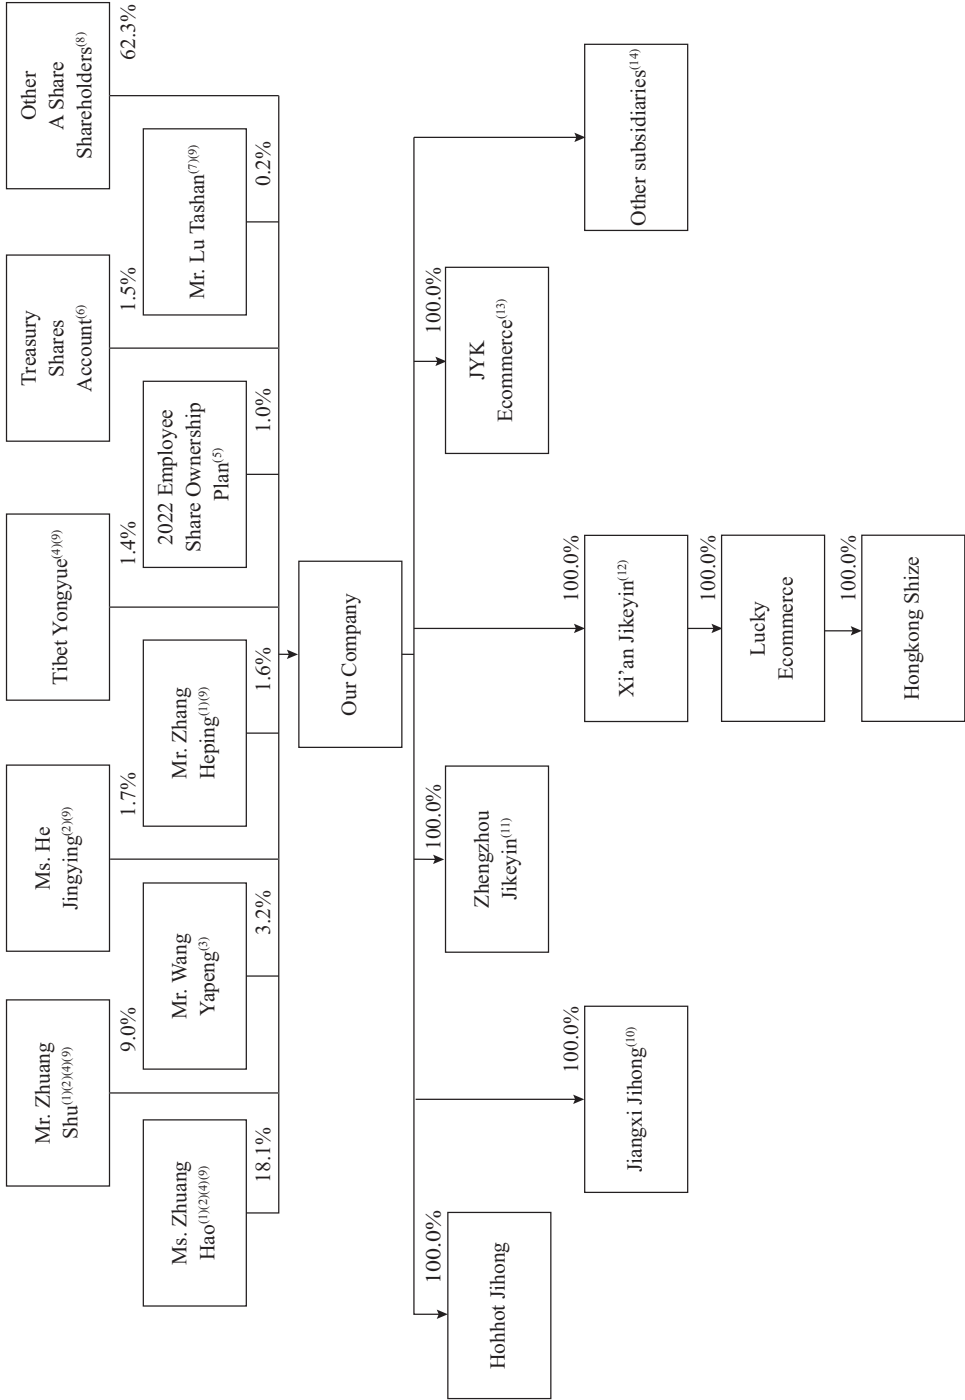 Mr. Zhuang
Shu(1)(2)(4)(9)
Ms. He
Jingying(2)(9)
Tibet Yongyue(4)(9)
Treasury
Shares
Account(6)
Other
A Share
Shareholders(8)
9.0%
1.7%
1.4%
1.5%
62.3%
Ms. Zhuang
Hao(1)(2)(4)(9)
Mr. Wang
Yapeng(3)
Mr. Zhang
Heping(1)(9)
2022 Employee
Share Ownership
Plan(5)
Mr. Lu Tashan(7)(9)
18.1%
3.2%
1.6%
1.0%
0.2%
Our Company
100.0%
100.0%
100.0%
Hohhot Jihong
Zhengzhou
Jikeyin(11)
JYK
Ecommerce(13)
100.0%
100.0%
Jiangxi Jihong(10)
Xi’an Jikeyin(12)
Other subsidiaries(14)
100.0%
Lucky
Ecommerce
100.0%
Hongkong Shize